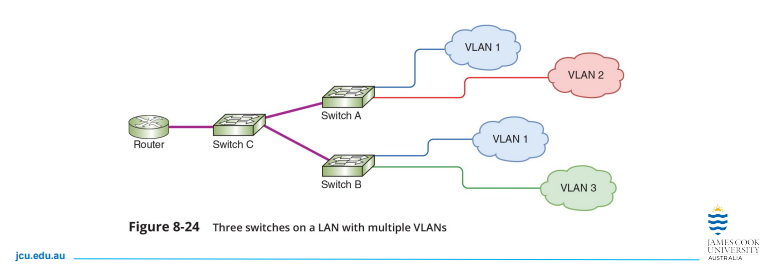 VLAN 1
VLAN 2
Switch A
Router
Switch C
VLAN 1
Switch B
VLAN 3
Figure 8-24 Three switches on a LAN with multiple VLANs
jcu.edu.au
JAMES COOK
UNIVERSITY
AUSTRALIA